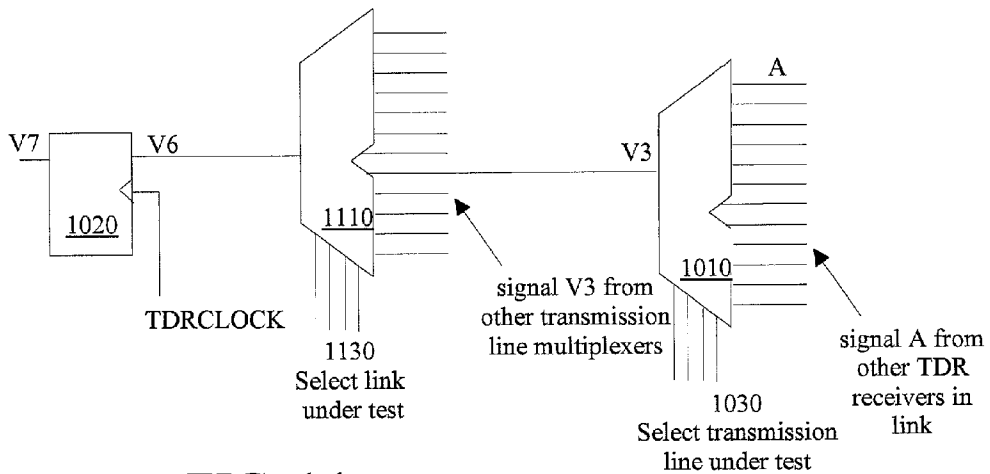 A
V7
V6
V3
1020
1110
1010
TDRCLOCK
1130
Select link
under test
signal V3 from
other transmission
line multiplexers
1030
Select transmission
line under test
signal A from
other TDR
receivers in
link